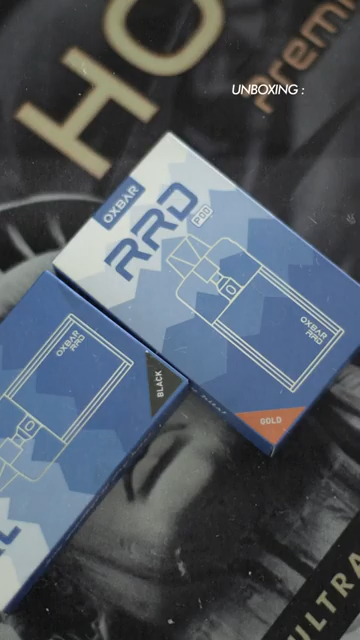 HO
Premi
UNBOXING :
OXBAR
RRD
POD
OXBAR
RRD
GOLD
OXBAR
RRD
BLACK
ULTRA